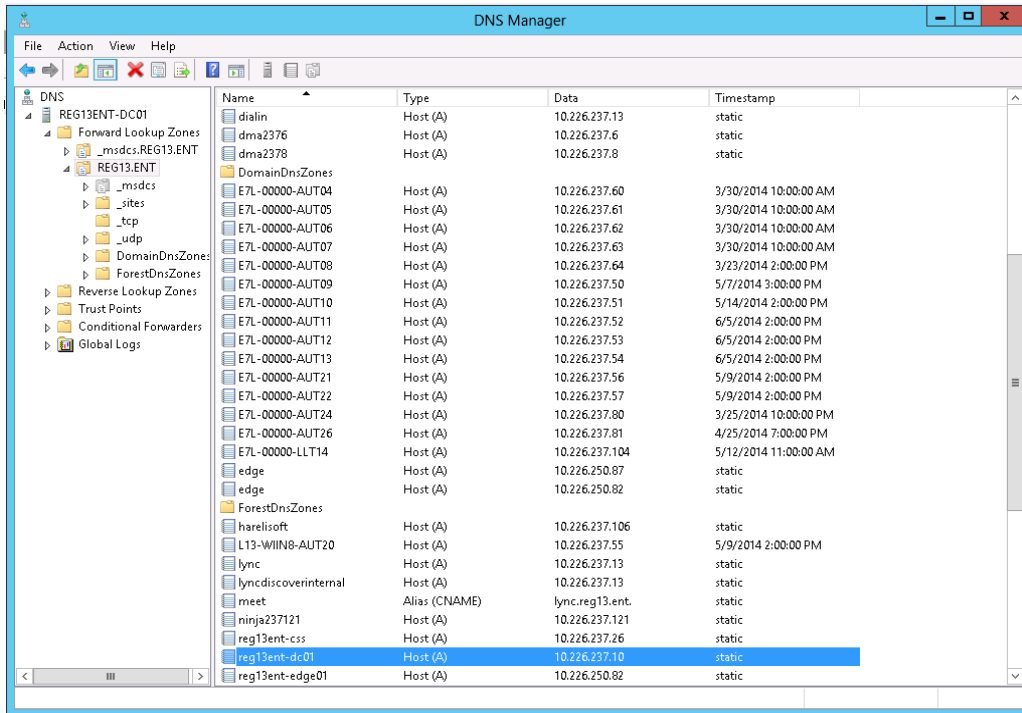 DNS Manager
File Action View Help
DNS
REG13ENT-DC01
Forward Lookup Zones
_msdcs.REG13.ENT
REG13.ENT
_msdcs
_sites
_tcp
_udp
DomainDnsZones
ForestDnsZones
Reverse Lookup Zones
Trust Points
Conditional Forwarders
Global Logs
Name Type Data Timestamp
dialin Host (A) 10.226.237.13 static
dma2376 Host (A) 10.226.237.6 static
dma2378 Host (A) 10.226.237.8 static
DomainDnsZones
E7L-00000-AUT04 Host (A) 10.226.237.60 3/30/2014 10:00:00 AM
E7L-00000-AUT05 Host (A) 10.226.237.61 3/30/2014 10:00:00 AM
E7L-00000-AUT06 Host (A) 10.226.237.62 3/30/2014 10:00:00 AM
E7L-00000-AUT07 Host (A) 10.226.237.63 3/30/2014 10:00:00 AM
E7L-00000-AUT08 Host (A) 10.226.237.64 3/23/2014 2:00:00 PM
E7L-00000-AUT09 Host (A) 10.226.237.50 5/7/2014 3:00:00 PM
E7L-00000-AUT10 Host (A) 10.226.237.51 5/14/2014 2:00:00 PM
E7L-00000-AUT11 Host (A) 10.226.237.52 6/5/2014 2:00:00 PM
E7L-00000-AUT12 Host (A) 10.226.237.53 6/5/2014 2:00:00 PM
E7L-00000-AUT13 Host (A) 10.226.237.54 6/5/2014 2:00:00 PM
E7L-00000-AUT21 Host (A) 10.226.237.56 5/9/2014 2:00:00 PM
E7L-00000-AUT22 Host (A) 10.226.237.57 5/9/2014 2:00:00 PM
E7L-00000-AUT24 Host (A) 10.226.237.80 3/25/2014 10:00:00 PM
E7L-00000-AUT26 Host (A) 10.226.237.81 4/25/2014 7:00:00 PM
E7L-00000-LLT14 Host (A) 10.226.237.104 5/12/2014 11:00:00 AM
edge Host (A) 10.226.250.87 static
edge Host (A) 10.226.250.82 static
ForestDnsZones
harelisoft Host (A) 10.226.237.106 static
L13-WIIN8-AUT20 Host (A) 10.226.237.55 5/9/2014 2:00:00 PM
lync Host (A) 10.226.237.13 static
lyncdiscoverinternal Host (A) 10.226.237.13 static
meet Alias (CNAME) lync.reg13.ent. static
ninja237121 Host (A) 10.226.237.121 static
reg13ent-css Host (A) 10.226.237.26 static
reg13ent-dc01 Host (A) 10.226.237.10 static
reg13ent-edge01 Host (A) 10.226.250.82 static